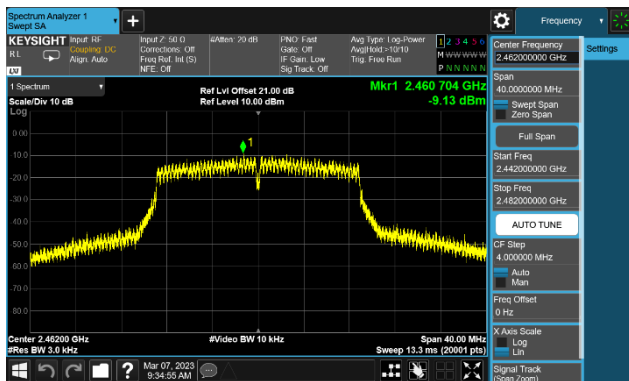 Spectrum Analyzer 1
Swept SA
Frequency
KEYSIGHT
R L
Input: RF
Coupling: DC
Align: Auto
Input Z: 50 Ω
Corrections: Off
Freq Ref: Int (S)
NFE: Off
#Atten: 20 dB
PNO: Fast
Gate: Off
IF Gain: Low
Sig Track: Off
Avg Type: Log-Power
Avg|Hold:>10/10
Trig: Free Run
1 2 3 4 5 6
M W W W W W
P N N N N N
LXI
1 Spectrum
Scale/Div 10 dB
Log
Ref Lvl Offset 21.00 dB
Ref Level 10.00 dBm
Mkr1 2.460 704 GHz
-9.13 dBm
1
0.00
-10.0
-20.0
-30.0
-40.0
-50.0
-60.0
-70.0
-80.0
Center 2.46200 GHz
#Res BW 3.0 kHz
#Video BW 10 kHz
Span 40.00 MHz
Sweep 13.3 ms (20001 pts)
Mar 07, 2023
9:34:55 AM
Center Frequency
2.462000000 GHz
Settings
Span
40.0000000 MHz
Swept Span
Zero Span
Full Span
Start Freq
2.442000000 GHz
Stop Freq
2.482000000 GHz
AUTO TUNE
CF Step
4.000000 MHz
Auto
Man
Freq Offset
0 Hz
X Axis Scale
Log
Lin
Signal Track
(Span Zoom)